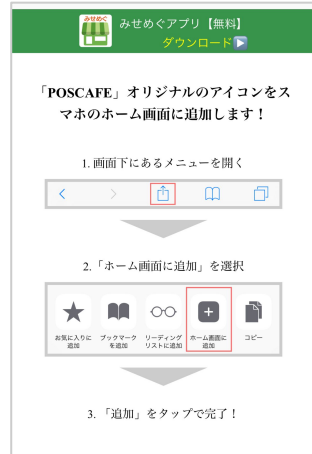 みせめぐ
みせめぐアプリ【無料】
ダウンロード
「POSCAFE」オリジナルのアイコンをス
マホのホーム画面に追加します！
1. 画面下にあるメニューを開く
2.「ホーム画面に追加」を選択
お気に入りに
追加
ブックマーク
を追加
リーディング
リストに追加
ホーム画面に
追加
コピー
3. 「追加」をタップで完了！